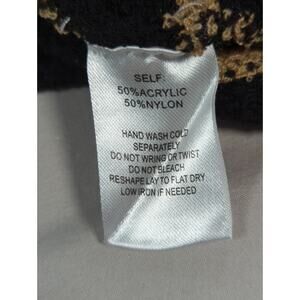 SELF:
50%ACRYLIC
50%NYLON
HAND WASH COLD
SEPARATELY
DO NOT WRING OR TWIST
DO NOT BLEACH
RESHAPE LAY TO FLAT DRY
LOW IRON IF NEEDED